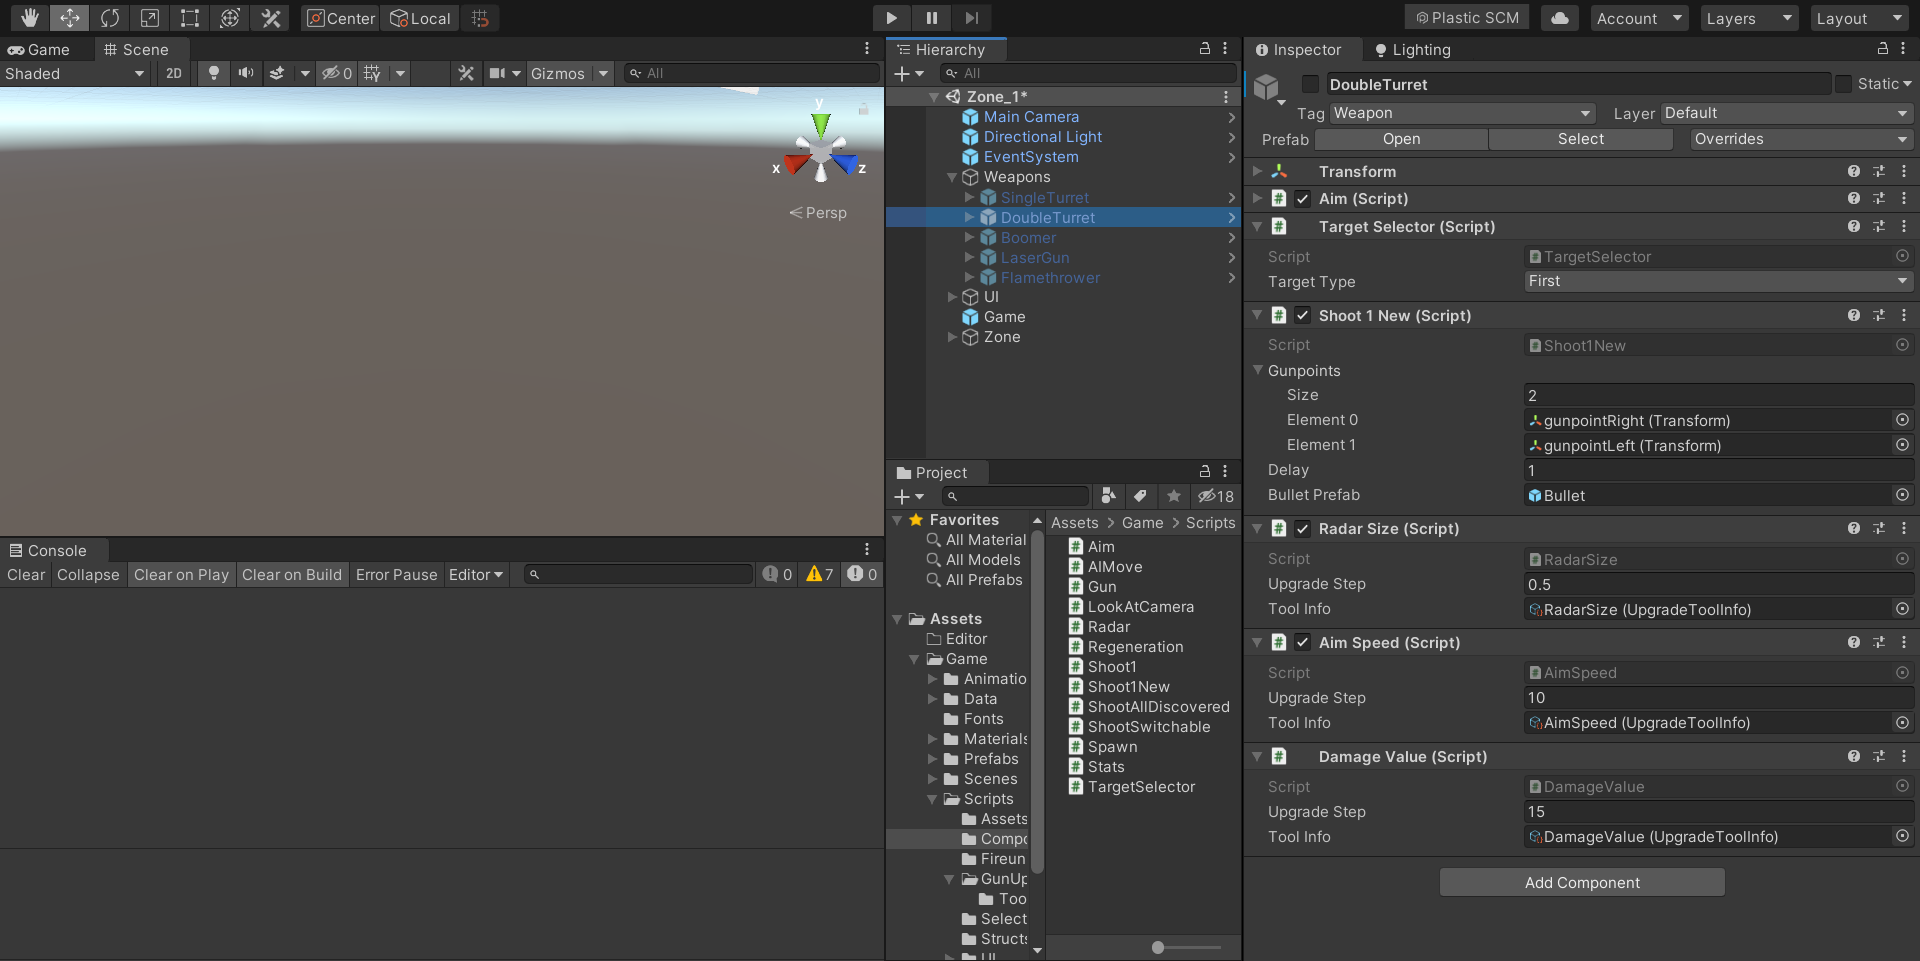 Center Local Plastic SCM Account Layers Layout
Game Scene
Shaded 2D 0 Gizmos All
y
x z
Persp
Console
Clear Collapse Clear on Play Clear on Build Error Pause Editor 0 7 0
Hierarchy
All
Zone_1*
Main Camera
Directional Light
EventSystem
Weapons
SingleTurret
DoubleTurret
Boomer
LaserGun
Flamethrower
UI
Game
Zone
Project
18
Favorites
All Material
All Models
All Prefabs
Assets
Editor
Game
Animatio
Data
Fonts
Materials
Prefabs
Scenes
Scripts
Assets
Compo
Fireun
GunUp
Too
Select
Structs
UI
Assets > Game > Scripts
Aim
AIMove
Gun
LookAtCamera
Radar
Regeneration
Shoot1
Shoot1New
ShootAllDiscovered
ShootSwitchable
Spawn
Stats
TargetSelector
Inspector Lighting
DoubleTurret Static
Tag Weapon Layer Default
Prefab Open Select Overrides
Transform
Aim (Script)
Target Selector (Script)
Script TargetSelector
Target Type First
Shoot 1 New (Script)
Script Shoot1New
Gunpoints
Size 2
Element 0 gunpointRight (Transform)
Element 1 gunpointLeft (Transform)
Delay 1
Bullet Prefab Bullet
Radar Size (Script)
Script RadarSize
Upgrade Step 0.5
Tool Info RadarSize (UpgradeToolInfo)
Aim Speed (Script)
Script AimSpeed
Upgrade Step 10
Tool Info AimSpeed (UpgradeToolInfo)
Damage Value (Script)
Script DamageValue
Upgrade Step 15
Tool Info DamageValue (UpgradeToolInfo)
Add Component